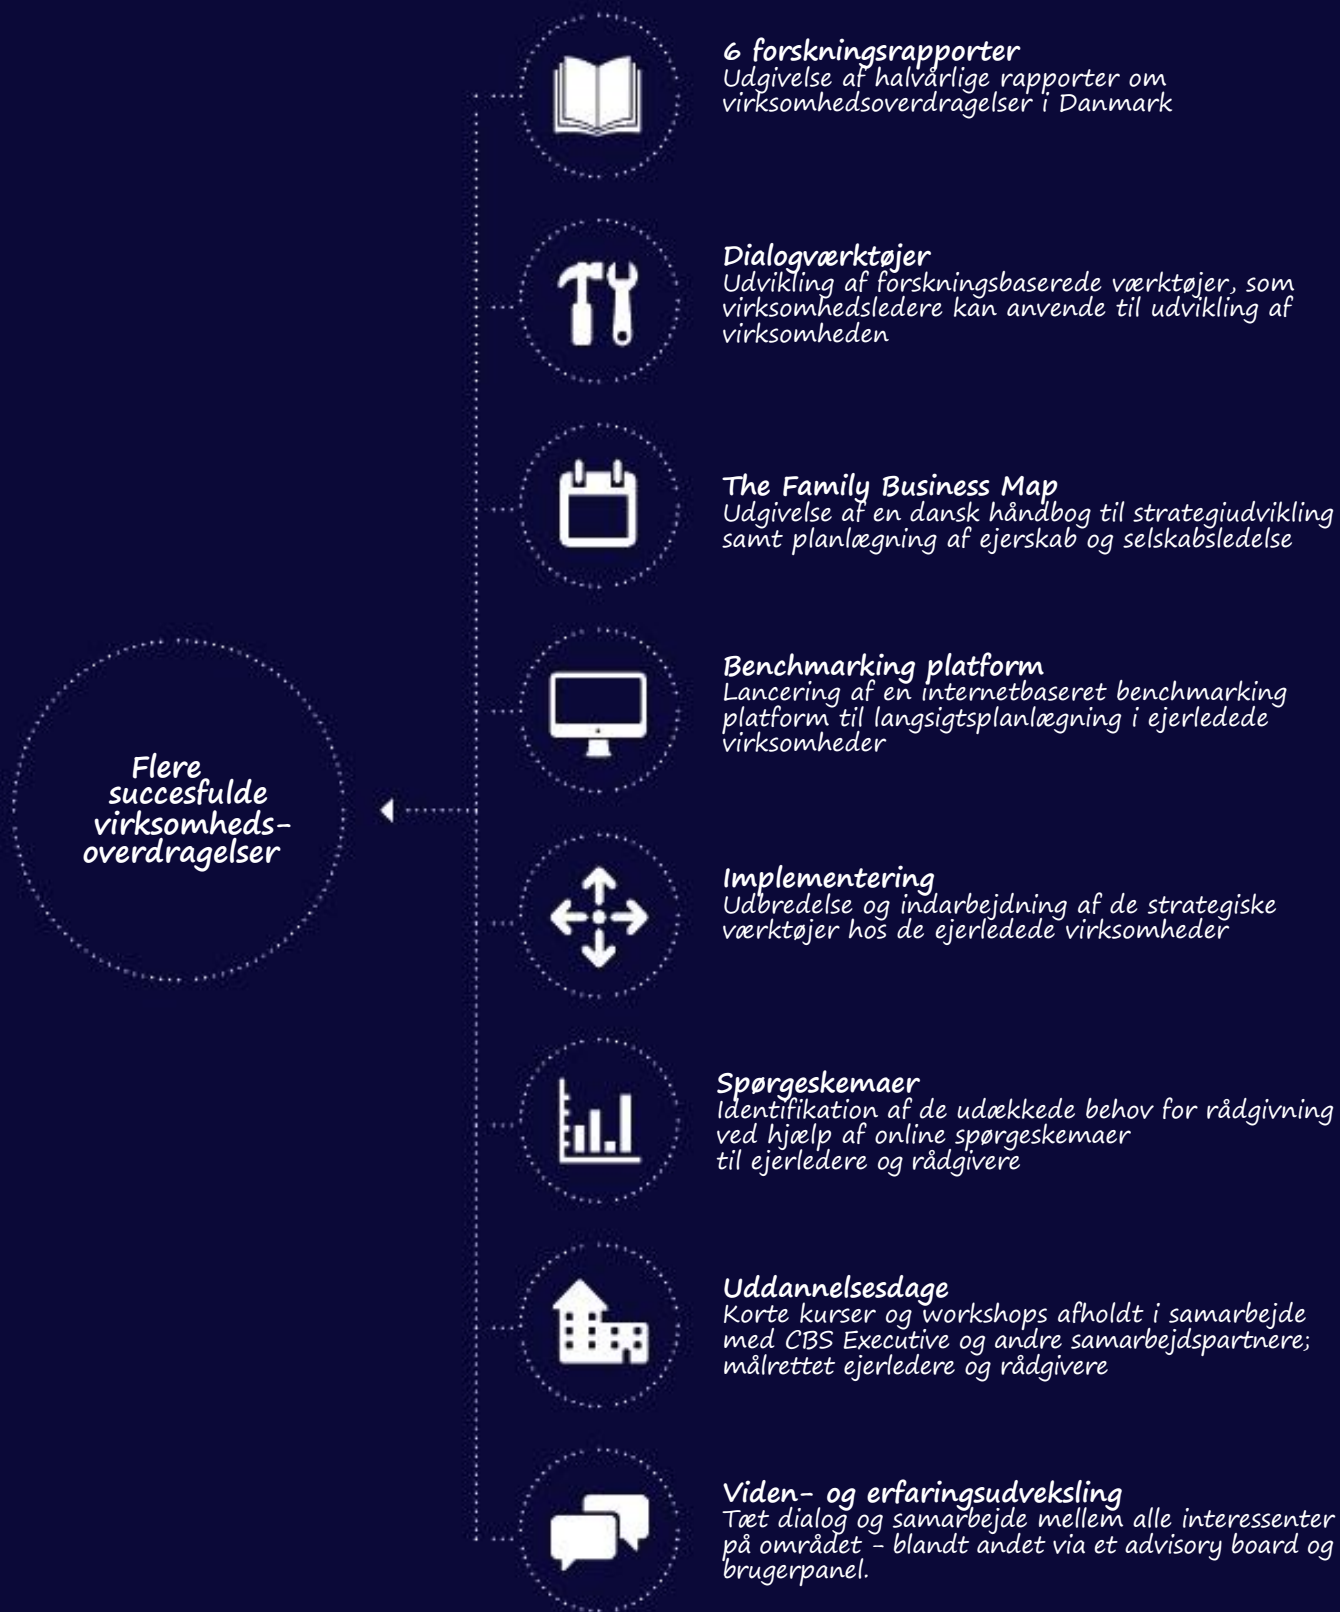 6 forskningsrapporter
Udgivelse af halvårlige rapporter om
virksomhedsoverdragelser i Danmark
Dialogværktøjer
Udvikling af forskningsbaserede værktøjer, som
virksomhedsledere kan anvende til udvikling af
virksomheden
The Family Business Map
Udgivelse af en dansk håndbog til strategiudvikling
samt planlægning af ejerskab og selskabsledelse
Benchmarking platform
Lancering af en internetbaseret benchmarking
platform til langsigtsplanlægning i ejerledede
virksomheder
Flere
succesfulde
virksomheds-
overdragelser
Implementering
Udbredelse og indarbejdning af de strategiske
værktøjer hos de ejerledede virksomheder
Spørgeskemaer
Identifikation af de udækkede behov for rådgivning
ved hjælp af online spørgeskemaer
til ejerledere og rådgivere
Uddannelsesdage
Korte kurser og workshops afholdt i samarbejde
med CBS Executive og andre samarbejdspartnere;
målrettet ejerledere og rådgivere
Viden- og erfaringsudveksling
Tæt dialog og samarbejde mellem alle interessenter
på området - blandt andet via et advisory board og
brugerpanel.